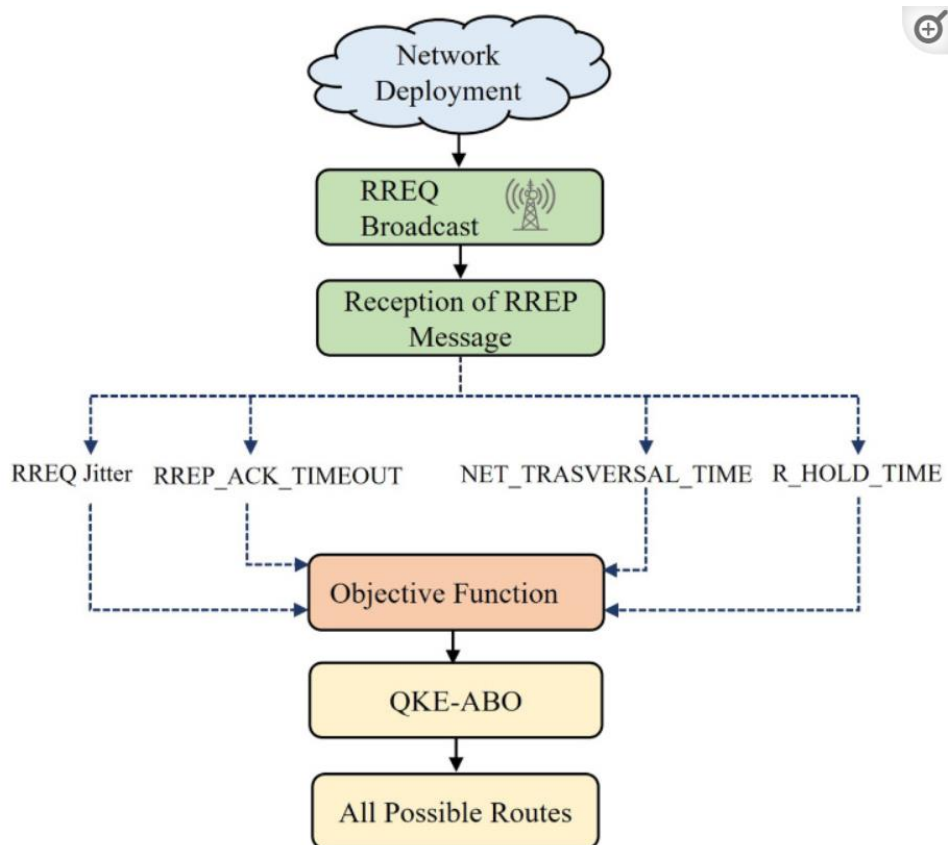 Network
Deployment
RREQ
Broadcast
Reception of RREP
Message
RREQ Jitter
RREP_ACK_TIMEOUT
NET_TRASVERSAL_TIME
R_HOLD_TIME
Objective Function
QKE-ABO
All Possible Routes